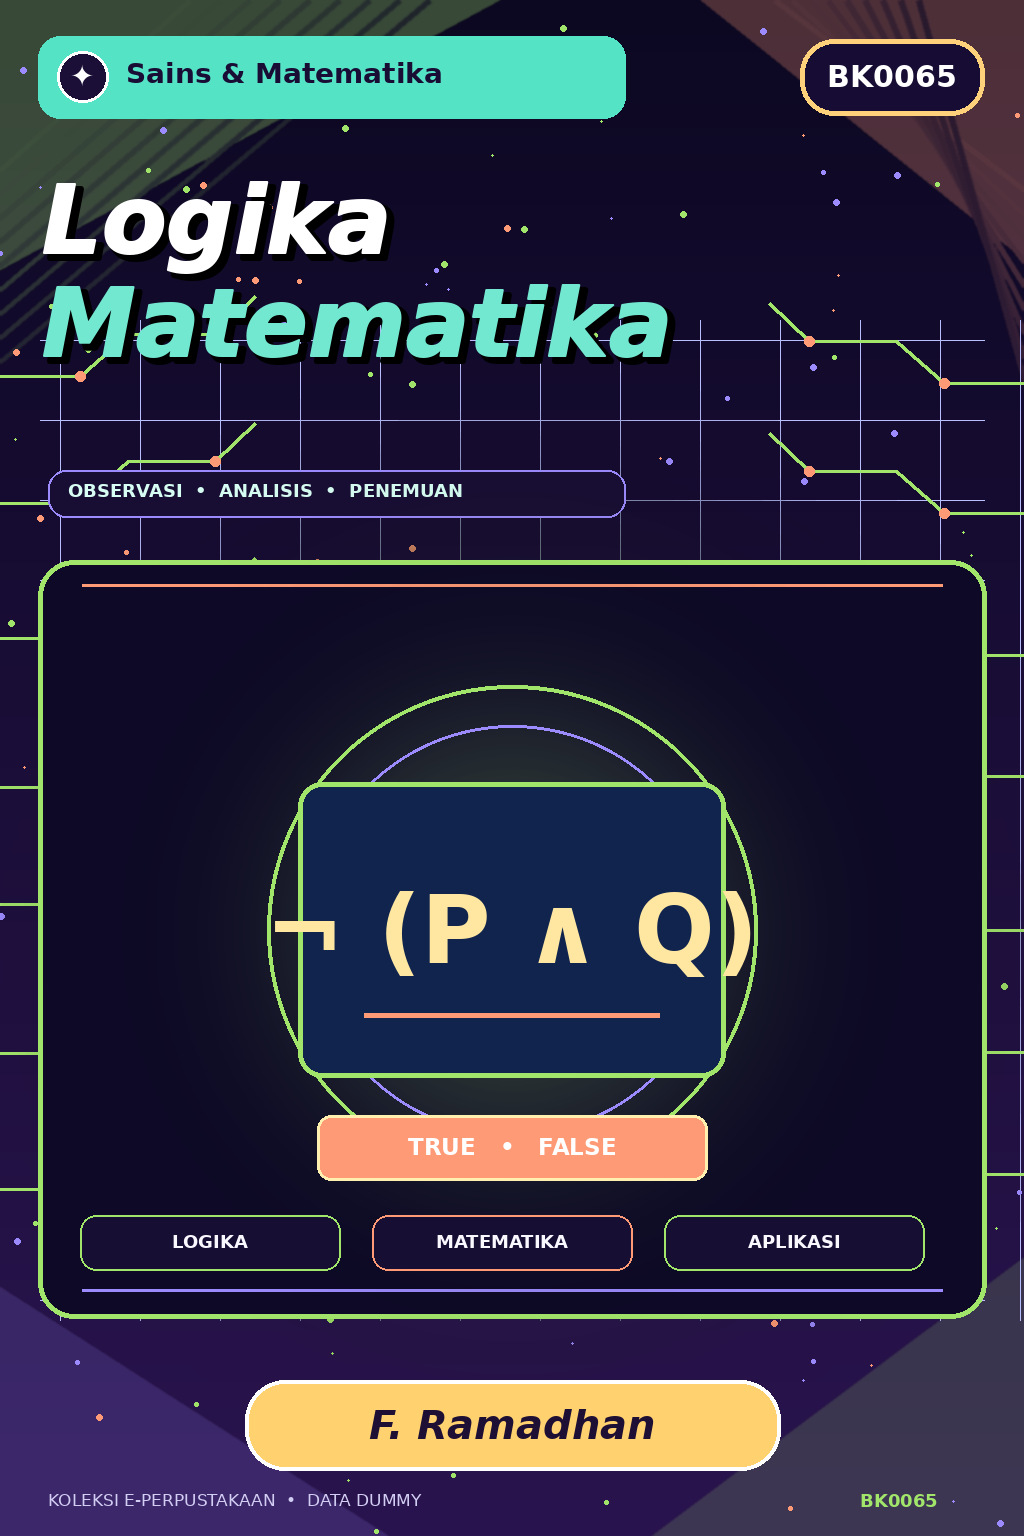 ✦ Sains & Matematika
BK0065
Logika
Matematika
OBSERVASI • ANALISIS • PENEMUAN
¬ (P ∧ Q)
TRUE • FALSE
LOGIKA
MATEMATIKA
APLIKASI
F. Ramadhan
KOLEKSI E-PERPUSTAKAAN • DATA DUMMY
BK0065